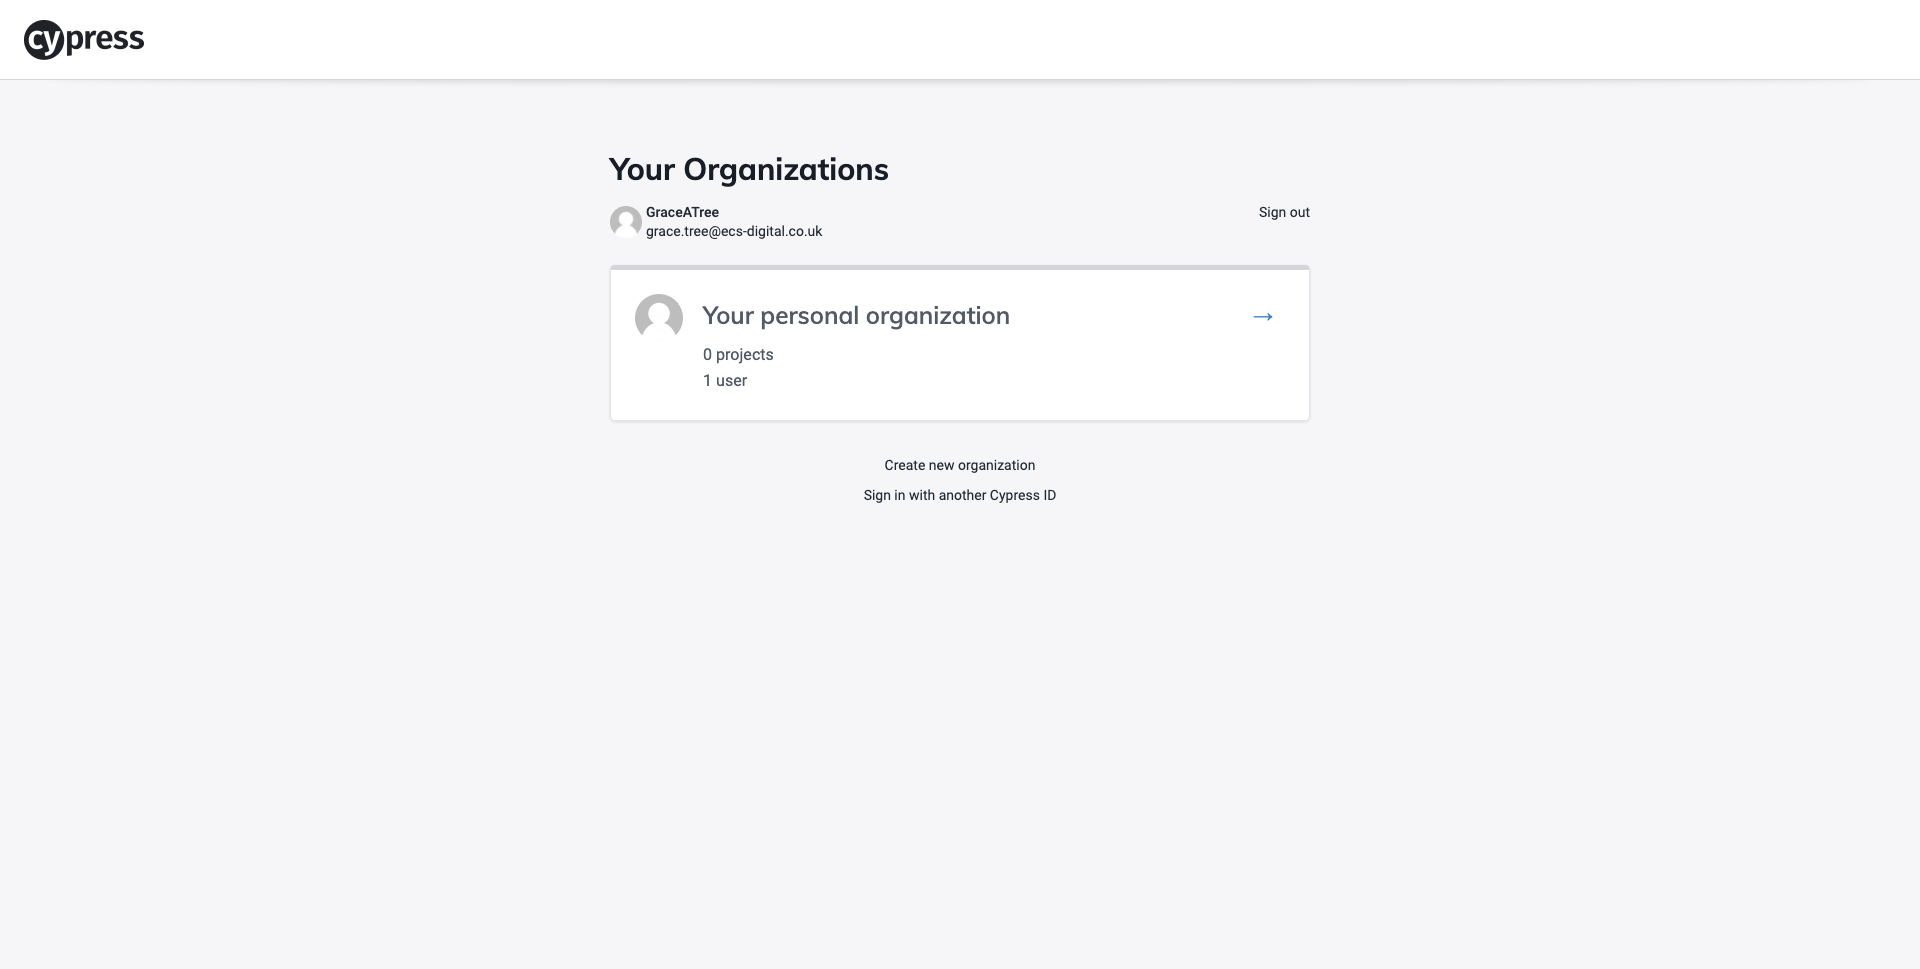 cypress
Your Organizations
GraceATree
Sign out
grace.tree@ecs-digital.co.uk
Your personal organization →
0 projects
1 user
Create new organization
Sign in with another Cypress ID